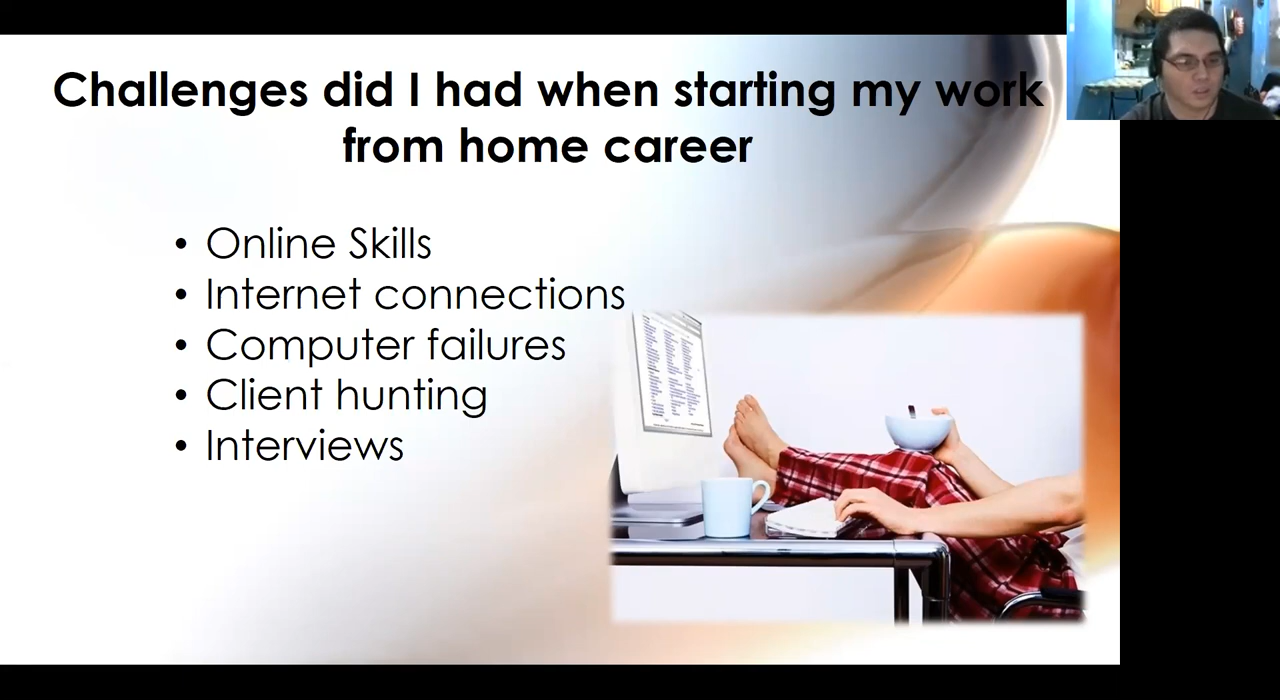 Challenges did I had when starting my work
from home career
• Online Skills
• Internet connections
• Computer failures
• Client hunting
• Interviews